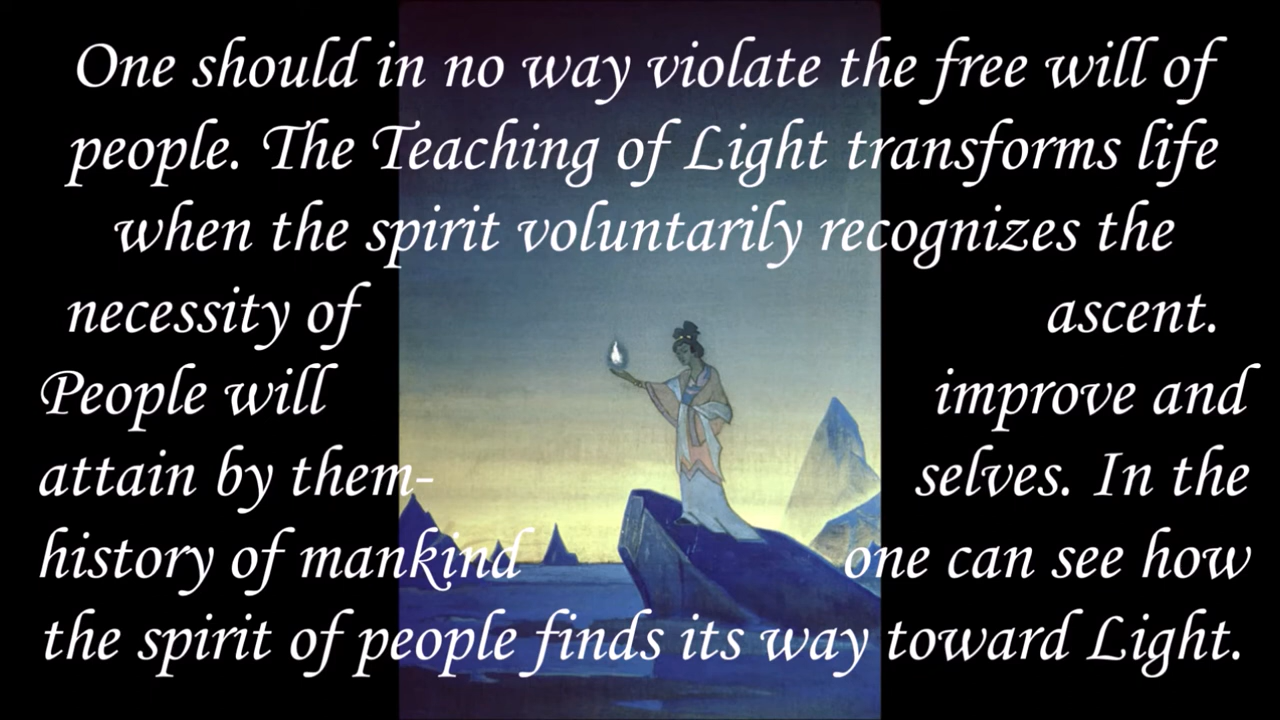 One should in no way violate the free will of
people. The Teaching of Light transforms life
when the spirit voluntarily recognizes the
necessity of ascent.
People will improve and
attain by them- selves. In the
history of mankind one can see how
the spirit of people finds its way toward Light.